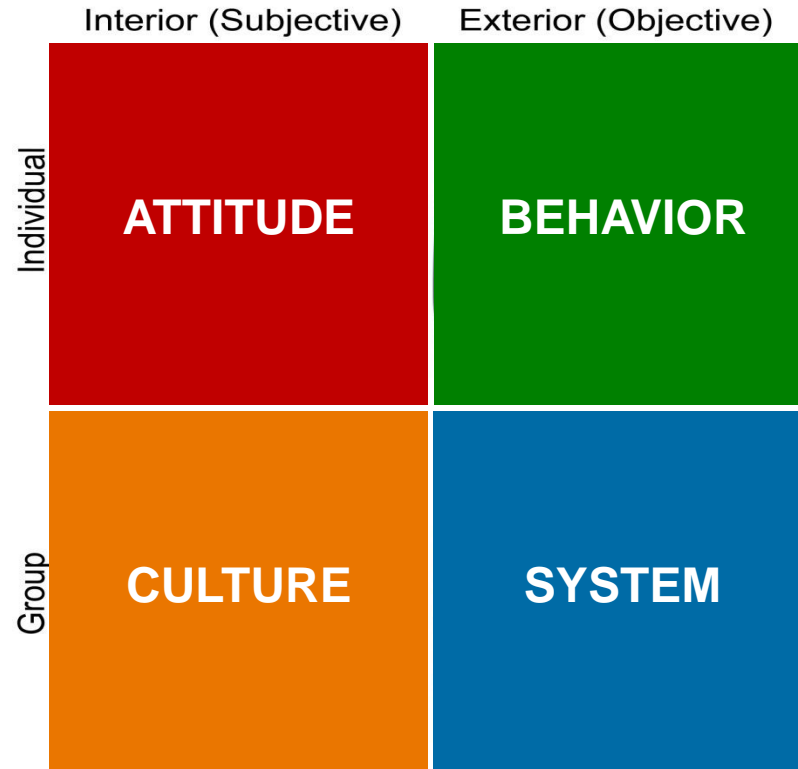 Interior (Subjective) Exterior (Objective)
Individual
ATTITUDE BEHAVIOR
Group
CULTURE SYSTEM